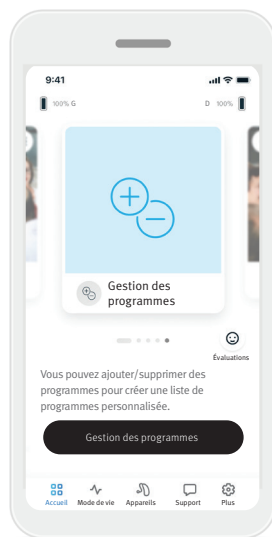 9:41
100% G
D 100%
Gestion des
programmes
Évaluations
Vous pouvez ajouter/supprimer des
programmes pour créer une liste de
programmes personnalisée.
Gestion des programmes
Accueil Mode de vie Appareils Support Plus